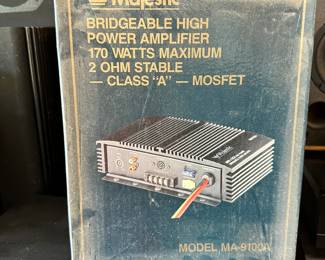 Majestic
BRIDGEABLE HIGH
POWER AMPLIFIER
170 WATTS MAXIMUM
2 OHM STABLE
— CLASS "A" — MOSFET
MODEL MA-9100A